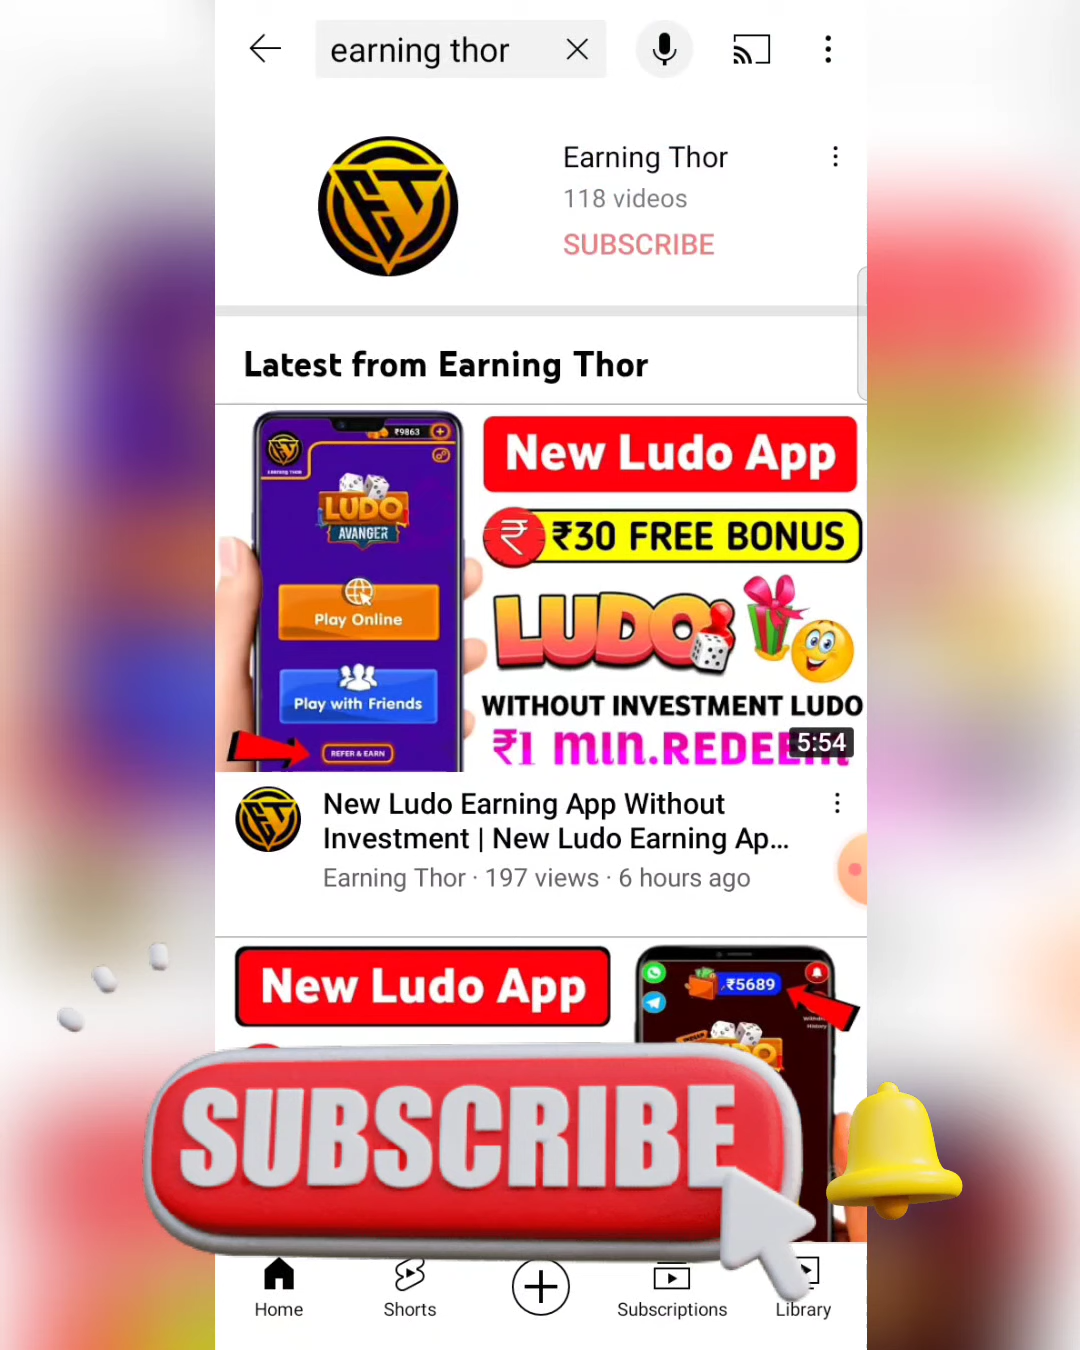 earning thor
Earning Thor
118 videos
SUBSCRIBE
Latest from Earning Thor
₹9863
Earning Thor
LUDO
AVANGER
Play Online
Play with Friends
REFER & EARN
New Ludo App
₹30 FREE BONUS
LUDO
WITHOUT INVESTMENT LUDO
₹1 min.REDEEM
5:54
New Ludo Earning App Without
Investment | New Ludo Earning Ap...
Earning Thor · 197 views · 6 hours ago
New Ludo App
₹5689
History
SUBSCRIBE
Home
Shorts
Subscriptions
Library